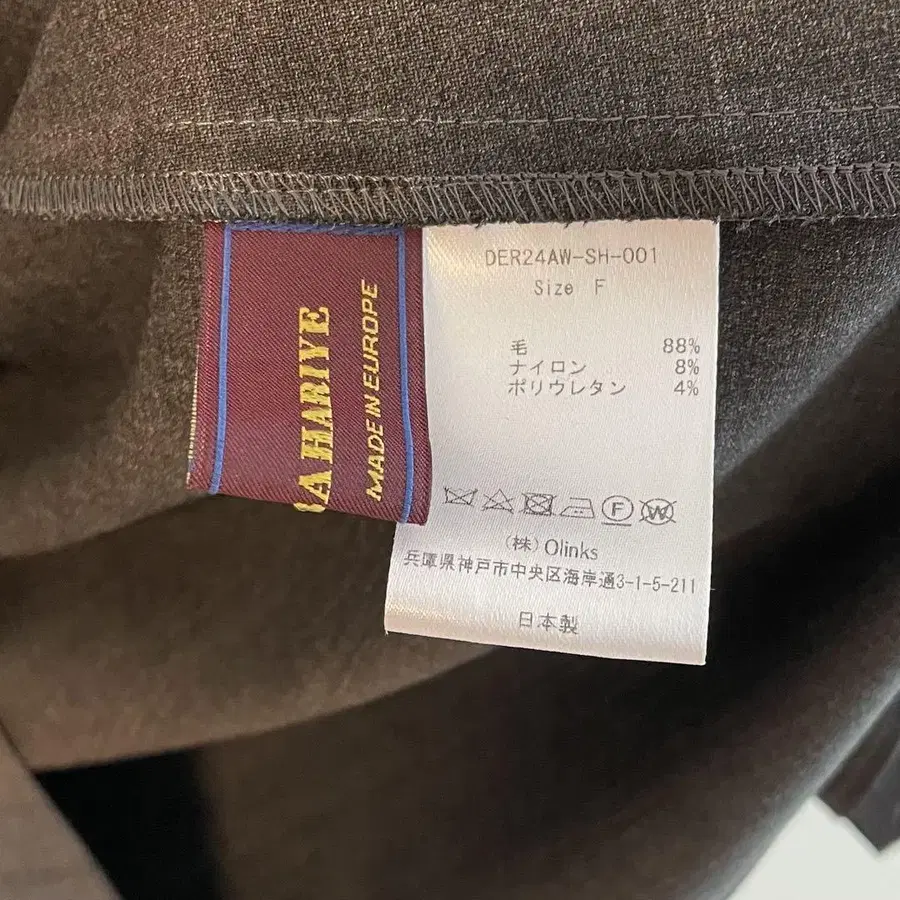 AHARIYE
MADE IN EUROPE
DER24AW-SH-001
Size F
毛 88%
ナイロン 8%
ポリウレタン 4%
F W
(株)Olinks
兵庫県神戸市中央区海岸通3-1-5-211
日本製